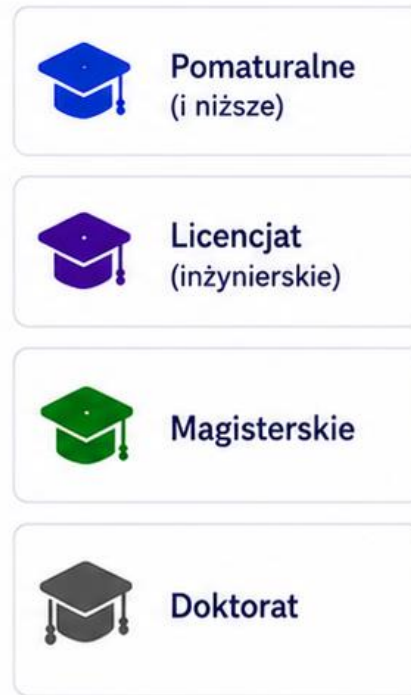 Pomaturalne
(i niższe)
Licencjat
(inżynierskie)
Magisterskie
Doktorat